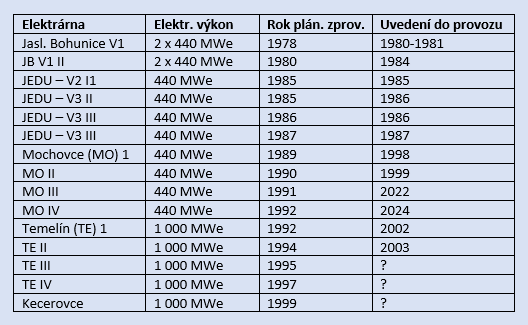 Elektrárna Elektr. výkon Rok plán. zprov. Uvedení do provozu
Jasl. Bohunice V1 2 x 440 MWe 1978 1980-1981
JB V1 II 2 x 440 MWe 1980 1984
JEDU – V2 I1 440 MWe 1985 1985
JEDU – V3 II 440 MWe 1985 1986
JEDU – V3 III 440 MWe 1986 1986
JEDU – V3 III 440 MWe 1987 1987
Mochovce (MO) 1 440 MWe 1989 1998
MO II 440 MWe 1990 1999
MO III 440 MWe 1991 2022
MO IV 440 MWe 1992 2024
Temelín (TE) 1 1 000 MWe 1992 2002
TE II 1 000 MWe 1994 2003
TE III 1 000 MWe 1995 ?
TE IV 1 000 MWe 1997 ?
Kecerovce 1 000 MWe 1999 ?